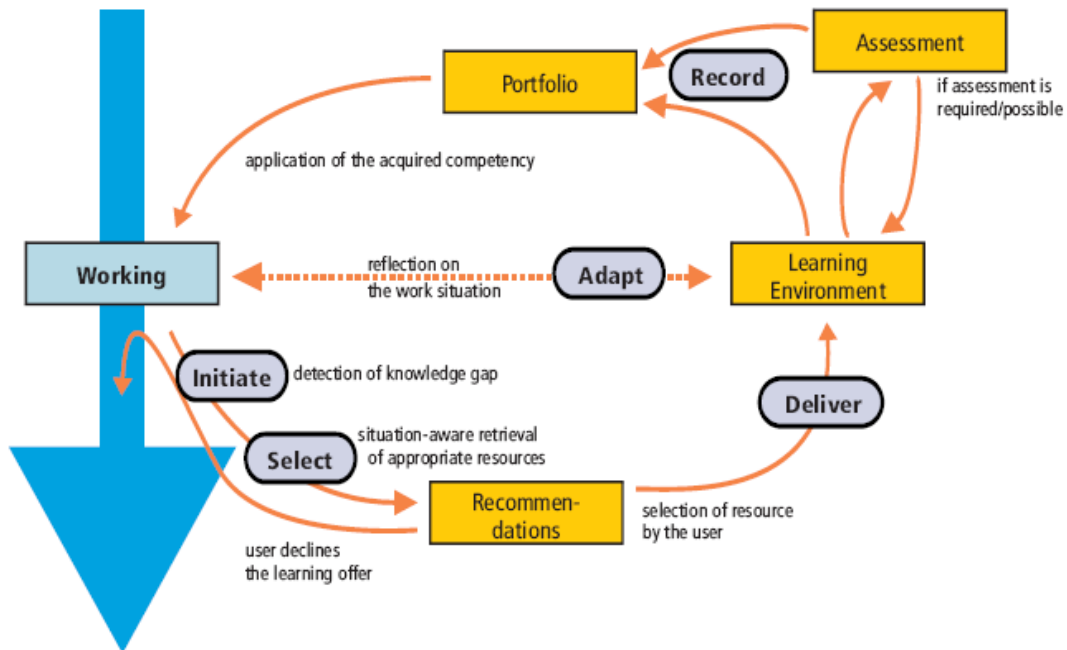 Assessment
Record
Portfolio
if assessment is
required/possible
application of the acquired competency
Working
reflection on
the work situation
Adapt
Learning
Environment
Initiate
detection of knowledge gap
Deliver
Select
situation-aware retrieval
of appropriate resources
Recommen-
dations
selection of resource
by the user
user declines
the learning offer